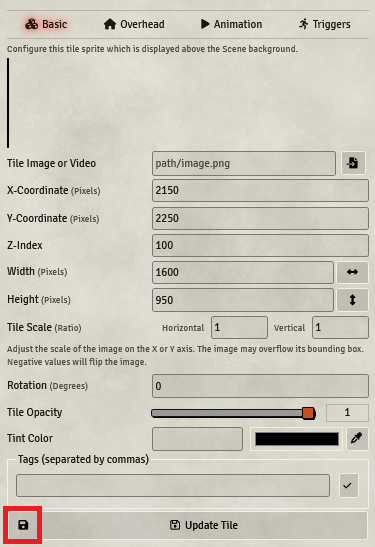 Basic Overhead Animation Triggers
Configure this tile sprite which is displayed above the Scene background.
Tile Image or Video path/image.png
X-Coordinate (Pixels) 2150
Y-Coordinate (Pixels) 2250
Z-Index 100
Width (Pixels) 1600
Height (Pixels) 950
Tile Scale (Ratio) Horizontal 1 Vertical 1
Adjust the scale of the image on the X or Y axis. The image may overflow its bounding box.
Negative values will flip the image.
Rotation (Degrees) 0
Tile Opacity 1
Tint Color
Tags (separated by commas)
Update Tile